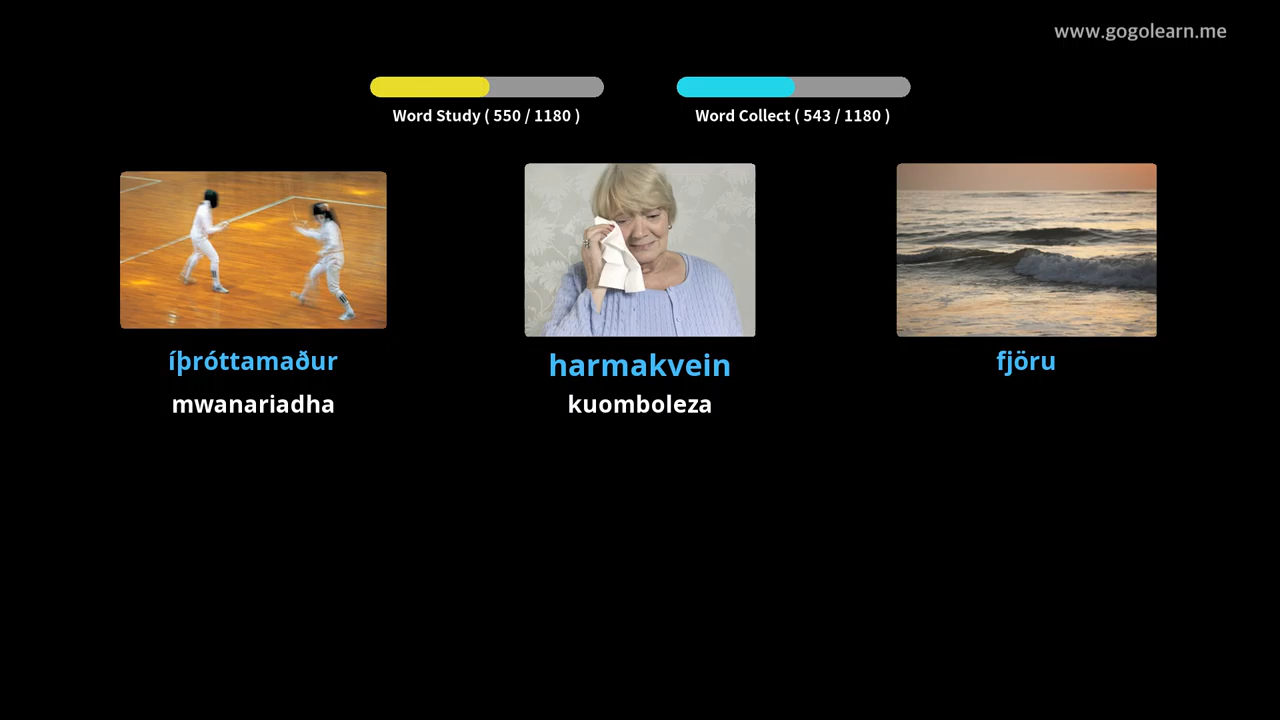 www.gogolearn.me
Word Study ( 550 / 1180 )
Word Collect ( 543 / 1180 )
íþróttamaður
harmakvein
fjöru
mwanariadha
kuomboleza